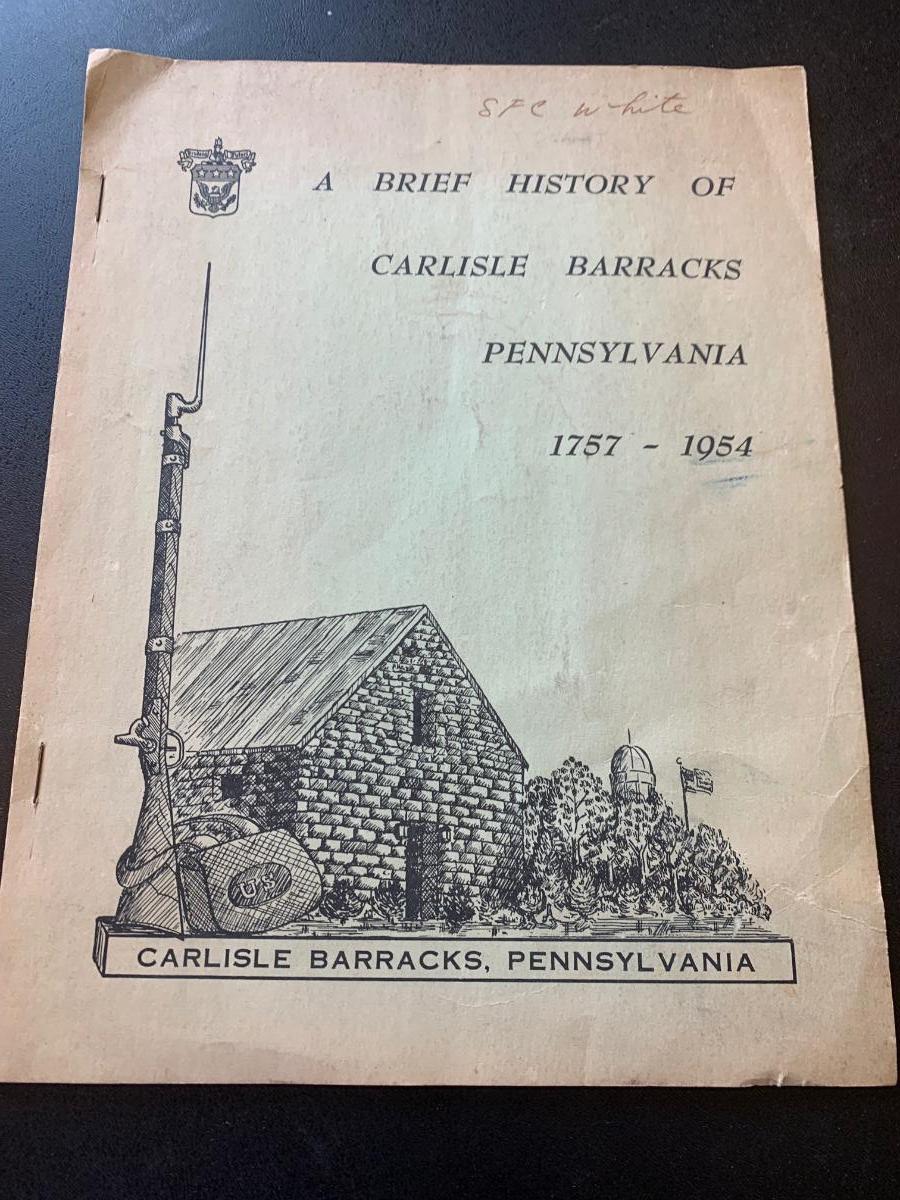 SFC White
A BRIEF HISTORY OF
CARLISLE BARRACKS
PENNSYLVANIA
1757 - 1954
US
CARLISLE BARRACKS, PENNSYLVANIA